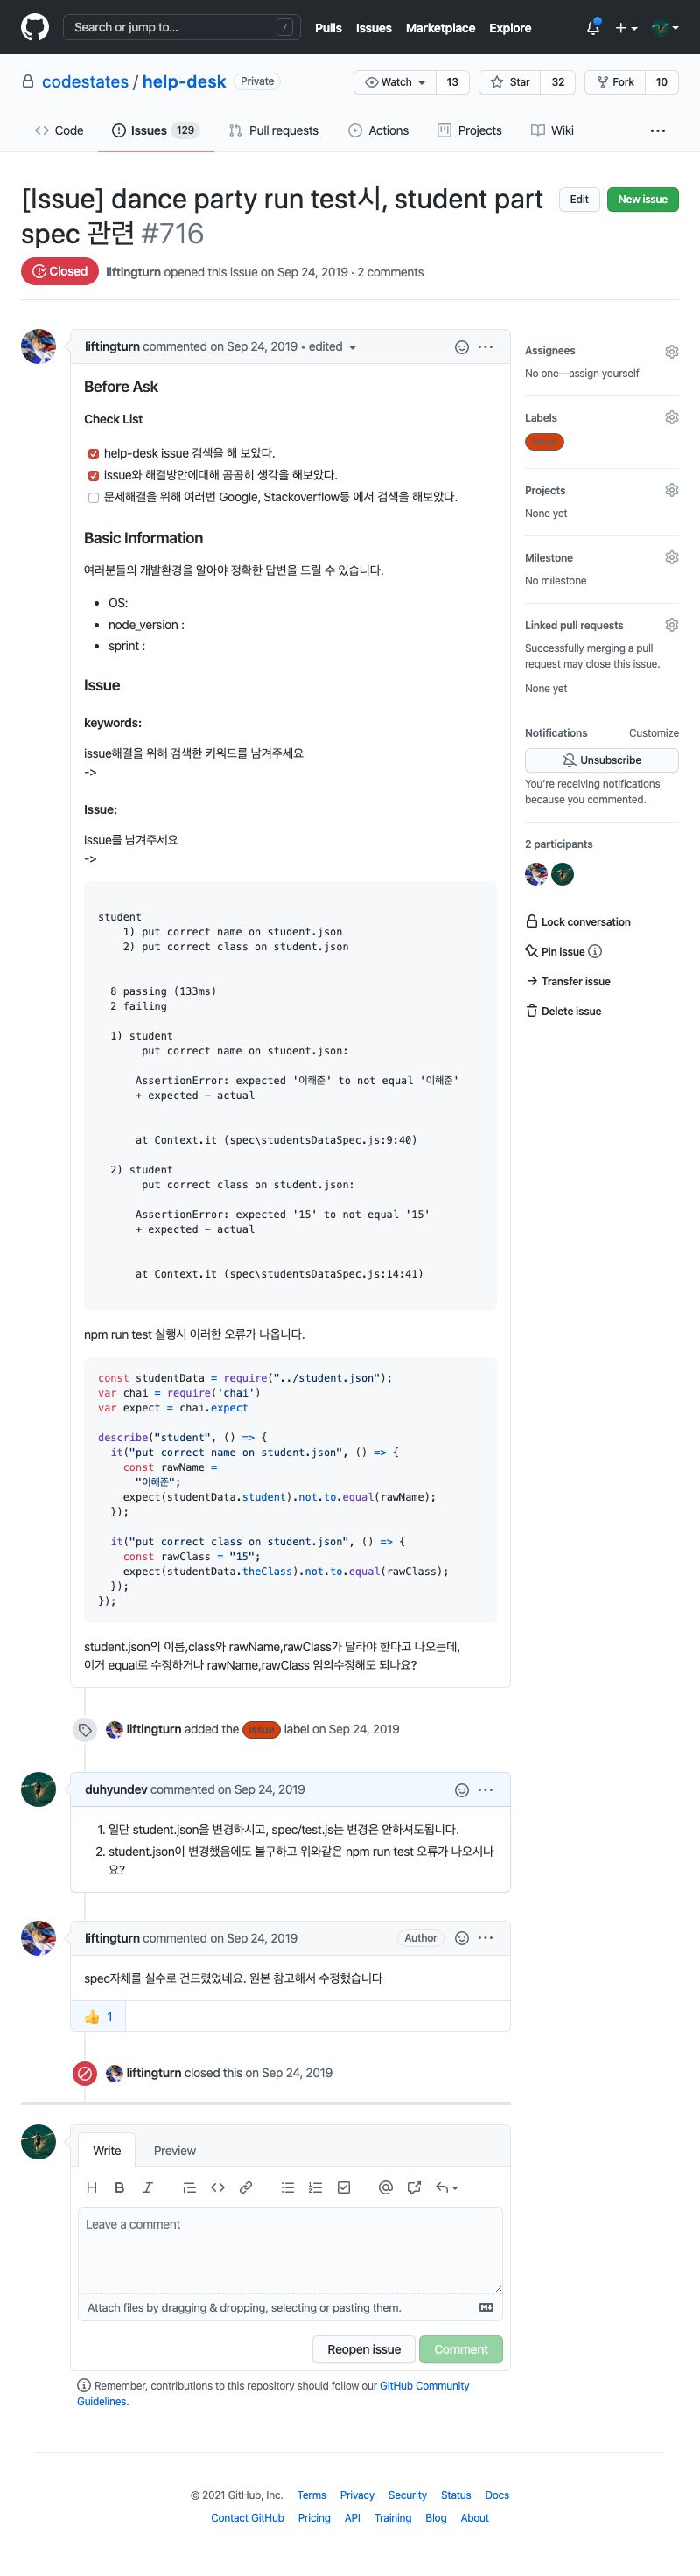 Search or jump to...
/
Pulls Issues Marketplace Explore
codestates / help-desk Private
Watch 13 Star 32 Fork 10
Code Issues 129 Pull requests Actions Projects Wiki
[Issue] dance party run test시, student part
spec 관련 #716
Edit New issue
Closed liftingturn opened this issue on Sep 24, 2019 · 2 comments
liftingturn commented on Sep 24, 2019 • edited
Before Ask
Check List
help-desk issue 검색을 해 보았다.
issue와 해결방안에대해 곰곰히 생각을 해보았다.
문제해결을 위해 여러번 Google, Stackoverflow등 에서 검색을 해보았다.
Basic Information
여러분들의 개발환경을 알아야 정확한 답변을 드릴 수 있습니다.
• OS:
• node_version :
• sprint :
Issue
keywords:
issue해결을 위해 검색한 키워드를 남겨주세요
->
Issue:
issue를 남겨주세요
->
student
1) put correct name on student.json
2) put correct class on student.json
8 passing (133ms)
2 failing
1) student
put correct name on student.json:
AssertionError: expected '이해준' to not equal '이해준'
+ expected - actual
at Context.it (spec\studentsDataSpec.js:9:40)
2) student
put correct class on student.json:
AssertionError: expected '15' to not equal '15'
+ expected - actual
at Context.it (spec\studentsDataSpec.js:14:41)
npm run test 실행시 이러한 오류가 나옵니다.
const studentData = require("../student.json");
var chai = require('chai')
var expect = chai.expect
describe("student", () => {
it("put correct name on student.json", () => {
const rawName =
"이해준";
expect(studentData.student).not.to.equal(rawName);
});
it("put correct class on student.json", () => {
const rawClass = "15";
expect(studentData.theClass).not.to.equal(rawClass);
});
});
student.json의 이름,class와 rawName,rawClass가 달라야 한다고 나오는데,
이거 equal로 수정하거나 rawName,rawClass 임의수정해도 되나요?
liftingturn added the issue label on Sep 24, 2019
duhyundev commented on Sep 24, 2019
1. 일단 student.json을 변경하시고, spec/test.js는 변경은 안하셔도됩니다.
2. student.json이 변경했음에도 불구하고 위와같은 npm run test 오류가 나오시나
요?
liftingturn commented on Sep 24, 2019 Author
spec자체를 실수로 건드렸었네요. 원본 참고해서 수정했습니다
👍 1
liftingturn closed this on Sep 24, 2019
Write Preview
Leave a comment
Attach files by dragging & dropping, selecting or pasting them.
Reopen issue Comment
Remember, contributions to this repository should follow our GitHub Community
Guidelines.
Assignees
No one—assign yourself
Labels
issue
Projects
None yet
Milestone
No milestone
Linked pull requests
Successfully merging a pull
request may close this issue.
None yet
Notifications Customize
Unsubscribe
You're receiving notifications
because you commented.
2 participants
Lock conversation
Pin issue
Transfer issue
Delete issue
© 2021 GitHub, Inc. Terms Privacy Security Status Docs
Contact GitHub Pricing API Training Blog About